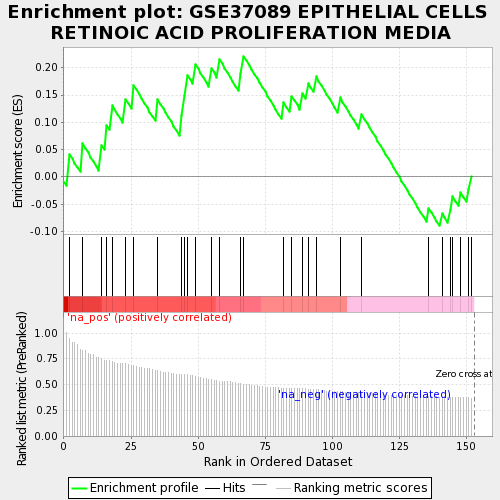 Enrichment plot: GSE37089 EPITHELIAL CELLS
RETINOIC ACID PROLIFERATION MEDIA
Enrichment score (ES)
0.20
0.15
0.10
0.05
0.00
-0.05
-0.10
'na_pos' (positively correlated)
Ranked list metric (PreRanked)
1.00
0.75
0.50
0.25
0.00
Zero cross at
'na_neg' (negatively correlated)
0 25 50 75 100 125 150
Rank in Ordered Dataset
Enrichment profile Hits Ranking metric scores